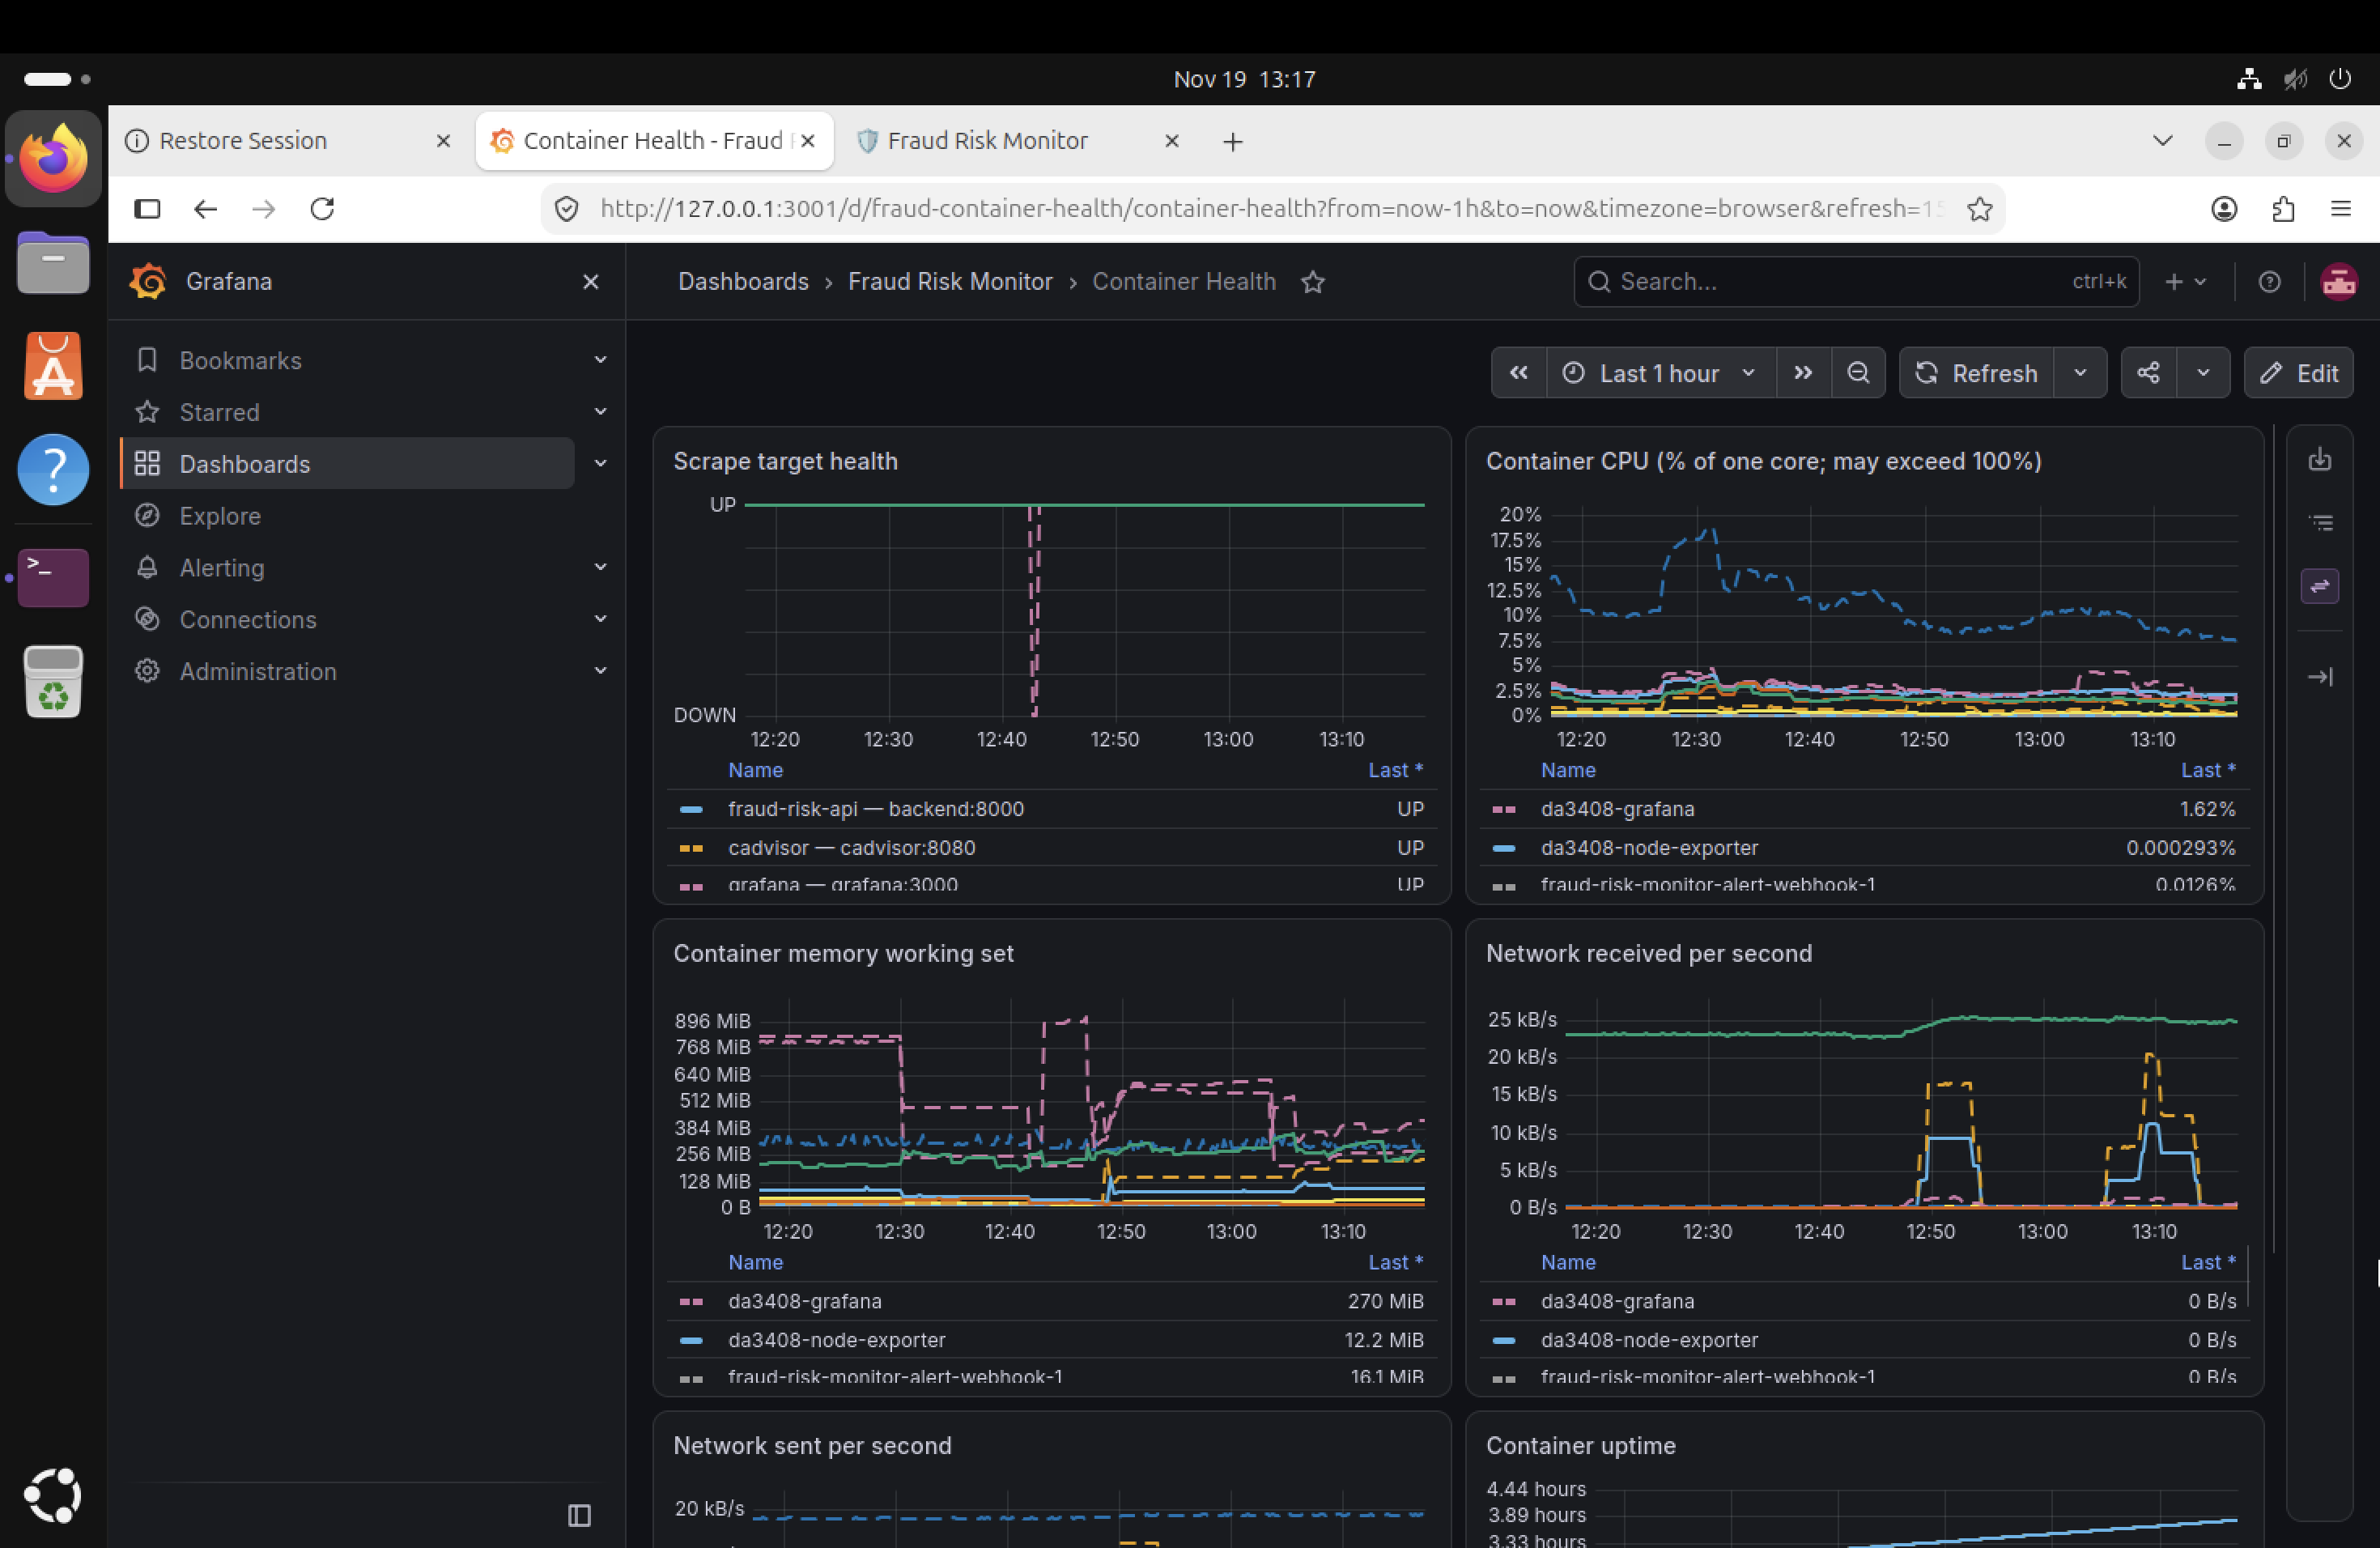 Nov 19 13:17
Restore Session
Container Health - Fraud
Fraud Risk Monitor
http://127.0.0.1:3001/d/fraud-container-health/container-health?from=now-1h&to=now&timezone=browser&refresh=1
Grafana
Dashboards › Fraud Risk Monitor › Container Health
Search...
ctrl+k
Bookmarks
Starred
Dashboards
Explore
Alerting
Connections
Administration
Last 1 hour
Refresh
Edit
Scrape target health
UP
DOWN
12:20 12:30 12:40 12:50 13:00 13:10
Name Last *
fraud-risk-api — backend:8000 UP
cadvisor — cadvisor:8080 UP
grafana — grafana:3000 UP
Container CPU (% of one core; may exceed 100%)
20%
17.5%
15%
12.5%
10%
7.5%
5%
2.5%
0%
12:20 12:30 12:40 12:50 13:00 13:10
Name Last *
da3408-grafana 1.62%
da3408-node-exporter 0.000293%
fraud-risk-monitor-alert-webhook-1 0.0126%
Container memory working set
896 MiB
768 MiB
640 MiB
512 MiB
384 MiB
256 MiB
128 MiB
0 B
12:20 12:30 12:40 12:50 13:00 13:10
Name Last *
da3408-grafana 270 MiB
da3408-node-exporter 12.2 MiB
fraud-risk-monitor-alert-webhook-1 16.1 MiB
Network received per second
25 kB/s
20 kB/s
15 kB/s
10 kB/s
5 kB/s
0 B/s
12:20 12:30 12:40 12:50 13:00 13:10
Name Last *
da3408-grafana 0 B/s
da3408-node-exporter 0 B/s
fraud-risk-monitor-alert-webhook-1 0 B/s
Network sent per second
20 kB/s
Container uptime
4.44 hours
3.89 hours
3.33 hours